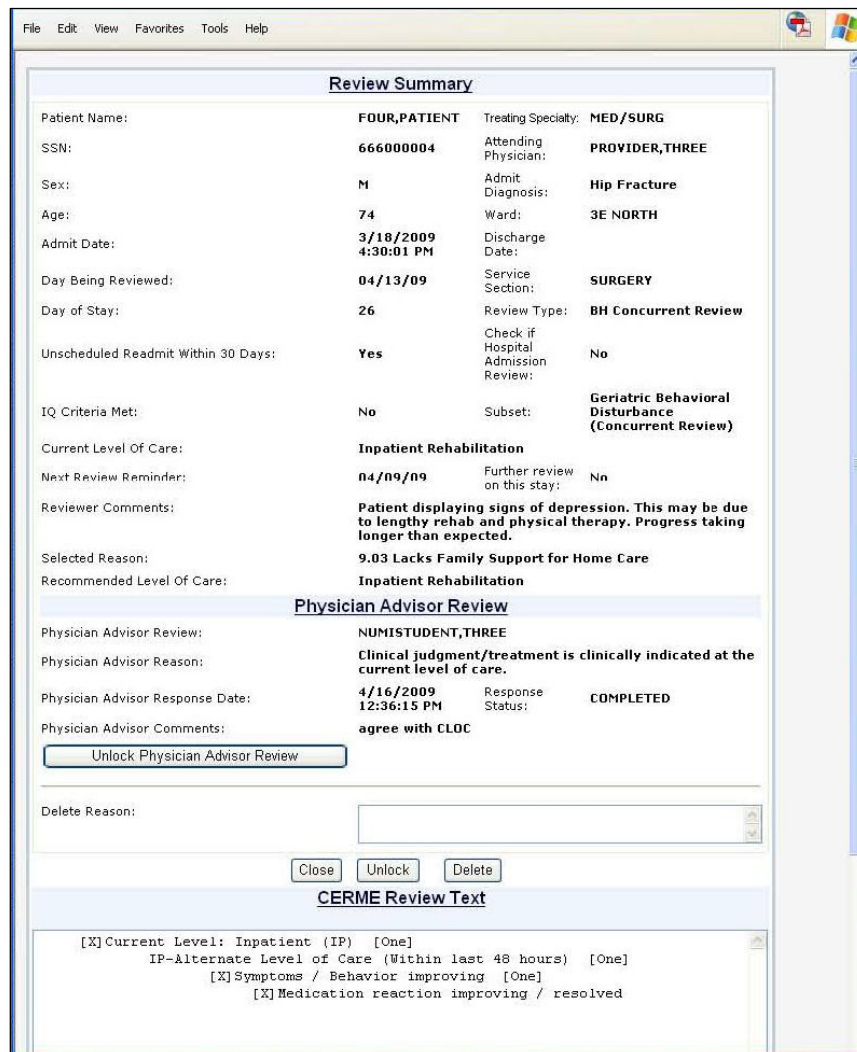 File Edit View Favorites Tools Help
Review Summary
Patient Name: FOUR,PATIENT Treating Specialty: MED/SURG
SSN: 666000004 Attending Physician: PROVIDER,THREE
Sex: M Admit Diagnosis: Hip Fracture
Age: 74 Ward: 3E NORTH
Admit Date: 3/18/2009 4:30:01 PM Discharge Date:
Day Being Reviewed: 04/13/09 Service Section: SURGERY
Day of Stay: 26 Review Type: BH Concurrent Review
Unscheduled Readmit Within 30 Days: Yes Check if Hospital Admission Review: No
IQ Criteria Met: No Subset: Geriatric Behavioral Disturbance (Concurrent Review)
Current Level Of Care: Inpatient Rehabilitation
Next Review Reminder: 04/09/09 Further review on this stay: No
Reviewer Comments: Patient displaying signs of depression. This may be due
to lengthy rehab and physical therapy. Progress taking
longer than expected.
Selected Reason: 9.03 Lacks Family Support for Home Care
Recommended Level Of Care: Inpatient Rehabilitation
Physician Advisor Review
Physician Advisor Review: NUMISTUDENT,THREE
Physician Advisor Reason: Clinical judgment/treatment is clinically indicated at the
current level of care.
Physician Advisor Response Date: 4/16/2009 12:36:15 PM Response Status: COMPLETED
Physician Advisor Comments: agree with CLOC
Unlock Physician Advisor Review
Delete Reason:
Close Unlock Delete
CERME Review Text
[X]Current Level: Inpatient (IP) [One]
IP-Alternate Level of Care (Within last 48 hours) [One]
[X]Symptoms / Behavior improving [One]
[X]Medication reaction improving / resolved